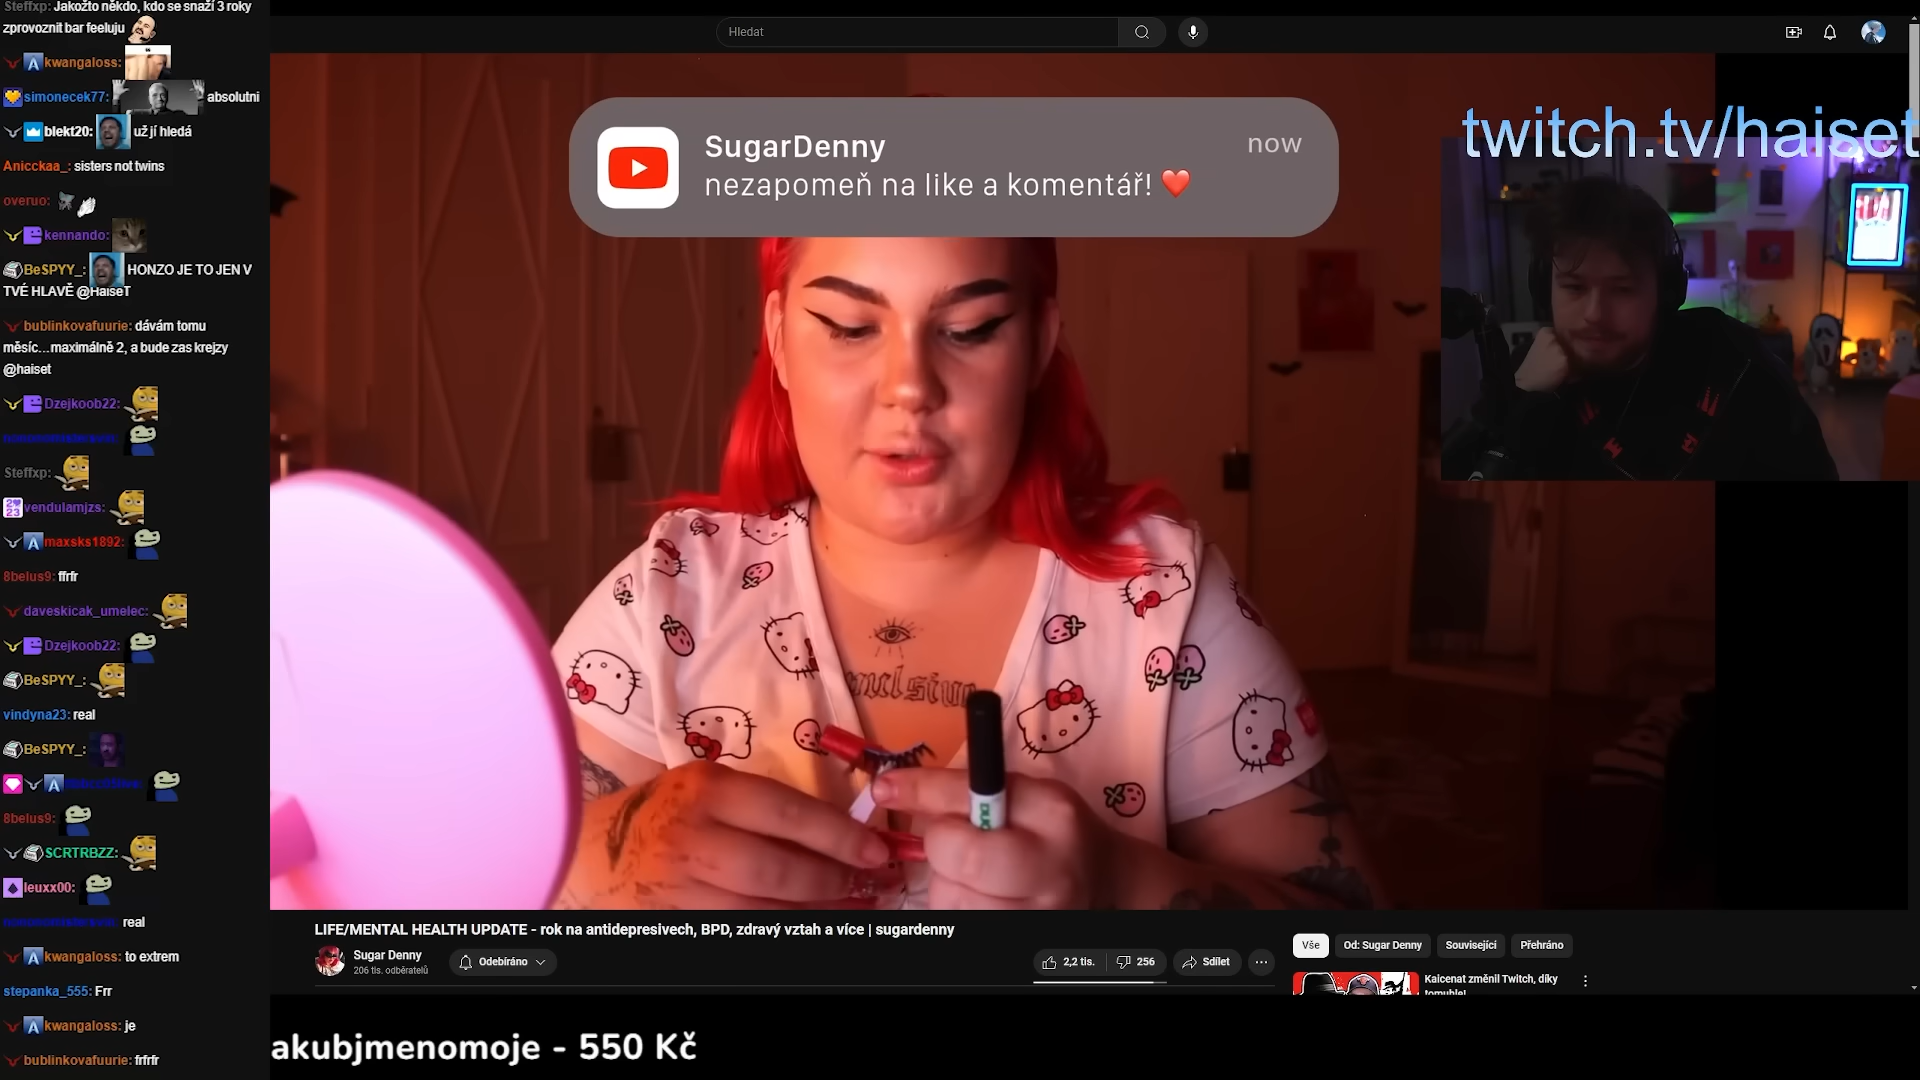 Steffxp: Jakožto někdo, kdo se snaží 3 roky
zprovoznit bar feeluju
kwangaloss:
simonecek77: absolutni
blekt20: už jí hledá
Anicckaa_: sisters not twins
overuo:
kennando:
BeSPYY_: HONZO JE TO JEN V
TVÉ HLAVĚ @HaiseT
bublinkovafuurie: dávám tomu
měsíc...maximálně 2, a bude zas krejzy
@haiset
Dzejkoob22:
Steffxp:
vendulamjzs:
maxsks1892:
8belus9: ffrfr
daveskicak_umelec:
Dzejkoob22:
BeSPYY_:
vindyna23: real
BeSPYY_:
8belus9:
SCRTRBZZ:
leuxx00:
real
kwangaloss: to extrem
stepanka_555: Frr
kwangaloss: je
bublinkovafuurie: frfrfr
Hledat
SugarDenny
now
nezapomeň na like a komentář! ❤️
twitch.tv/haiset
LIFE/MENTAL HEALTH UPDATE - rok na antidepresivech, BPD, zdravý vztah a více | sugardenny
Sugar Denny
206 tis. odběratelů
Odebíráno
2,2 tis.
256
Sdílet
Vše
Od: Sugar Denny
Související
Přehráno
Kaicenat změnil Twitch, díky
tomuhle!
akubjmenomoje - 550 Kč